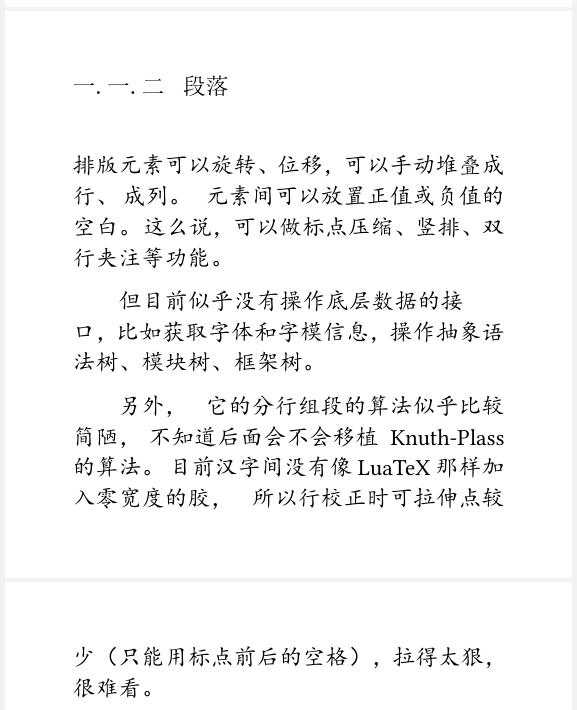 一. 一. 二 段落
排版元素可以旋转、位移，可以手动堆叠成
行、 成列。 元素间可以放置正值或负值的
空白。这么说，可以做标点压缩、竖排、双
行夹注等功能。
但目前似乎没有操作底层数据的接
口，比如获取字体和字模信息，操作抽象语
法树、模块树、框架树。
另外， 它的分行组段的算法似乎比较
简陋， 不知道后面会不会移植 Knuth-Plass
的算法。 目前汉字间没有像 LuaTeX 那样加
入零宽度的胶， 所以行校正时可拉伸点较
少（只能用标点前后的空格），拉得太狠，
很难看。